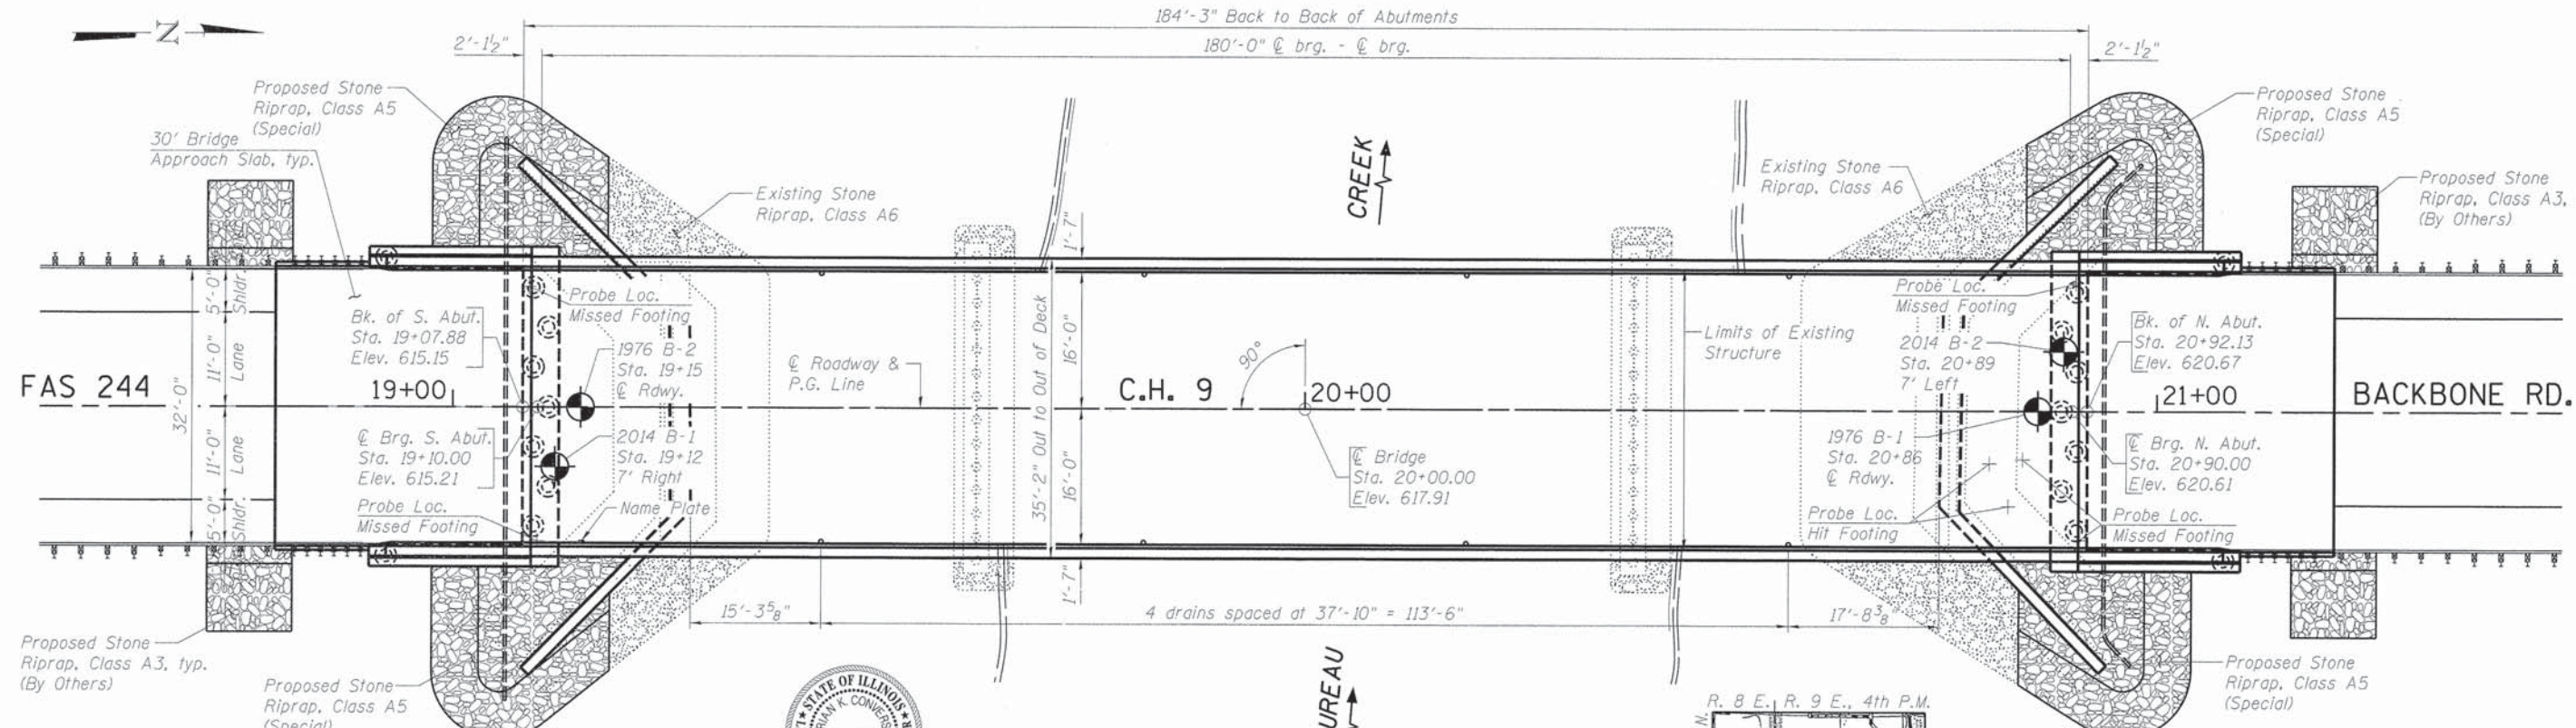 184'-3" Back to Back of Abutments
N
2'-1½"
180'-0" ℄ brg. - ℄ brg.
2'-1½"
Proposed Stone
Riprap, Class A5
(Special)
Proposed Stone
Riprap, Class A5
(Special)
30' Bridge
Approach Slab, typ.
CREEK
Existing Stone
Riprap, Class A6
Existing Stone
Riprap, Class A6
Proposed Stone
Riprap, Class A3,
(By Others)
1'-7"
5'-0"
Shldr.
11'-0"
Lane
32'-0"
11'-0"
Lane
5'-0"
Shldr.
Probe Loc.
Missed Footing
Bk. of S. Abut.
Sta. 19+07.88
Elev. 615.15
1976 B-2
Sta. 19+15
℄ Rdwy.
℄ Roadway &
P.G. Line
35'-2" Out to Out of Deck
16'-0"
16'-0"
90°
Limits of Existing
Structure
Probe Loc.
Missed Footing
2014 B-2
Sta. 20+89
7' Left
Bk. of N. Abut.
Sta. 20+92.13
Elev. 620.67
FAS 244
19+00
C.H. 9
20+00
21+00
BACKBONE RD.
℄ Brg. S. Abut.
Sta. 19+10.00
Elev. 615.21
2014 B-1
Sta. 19+12
7' Right
℄ Bridge
Sta. 20+00.00
Elev. 617.91
1976 B-1
Sta. 20+86
℄ Rdwy.
℄ Brg. N. Abut.
Sta. 20+90.00
Elev. 620.61
Probe Loc.
Missed Footing
Name Plate
Probe Loc.
Hit Footing
Probe Loc.
Missed Footing
1'-7"
15'-3⅝"
4 drains spaced at 37'-10" = 113'-6"
17'-8⅜"
Proposed Stone
Riprap, Class A3, typ.
(By Others)
Proposed Stone
Riprap, Class A5
(Special)
STATE OF ILLINOIS
BUREAU
R. 8 E. R. 9 E., 4th P.M.
Proposed Stone
Riprap, Class A5
(Special)